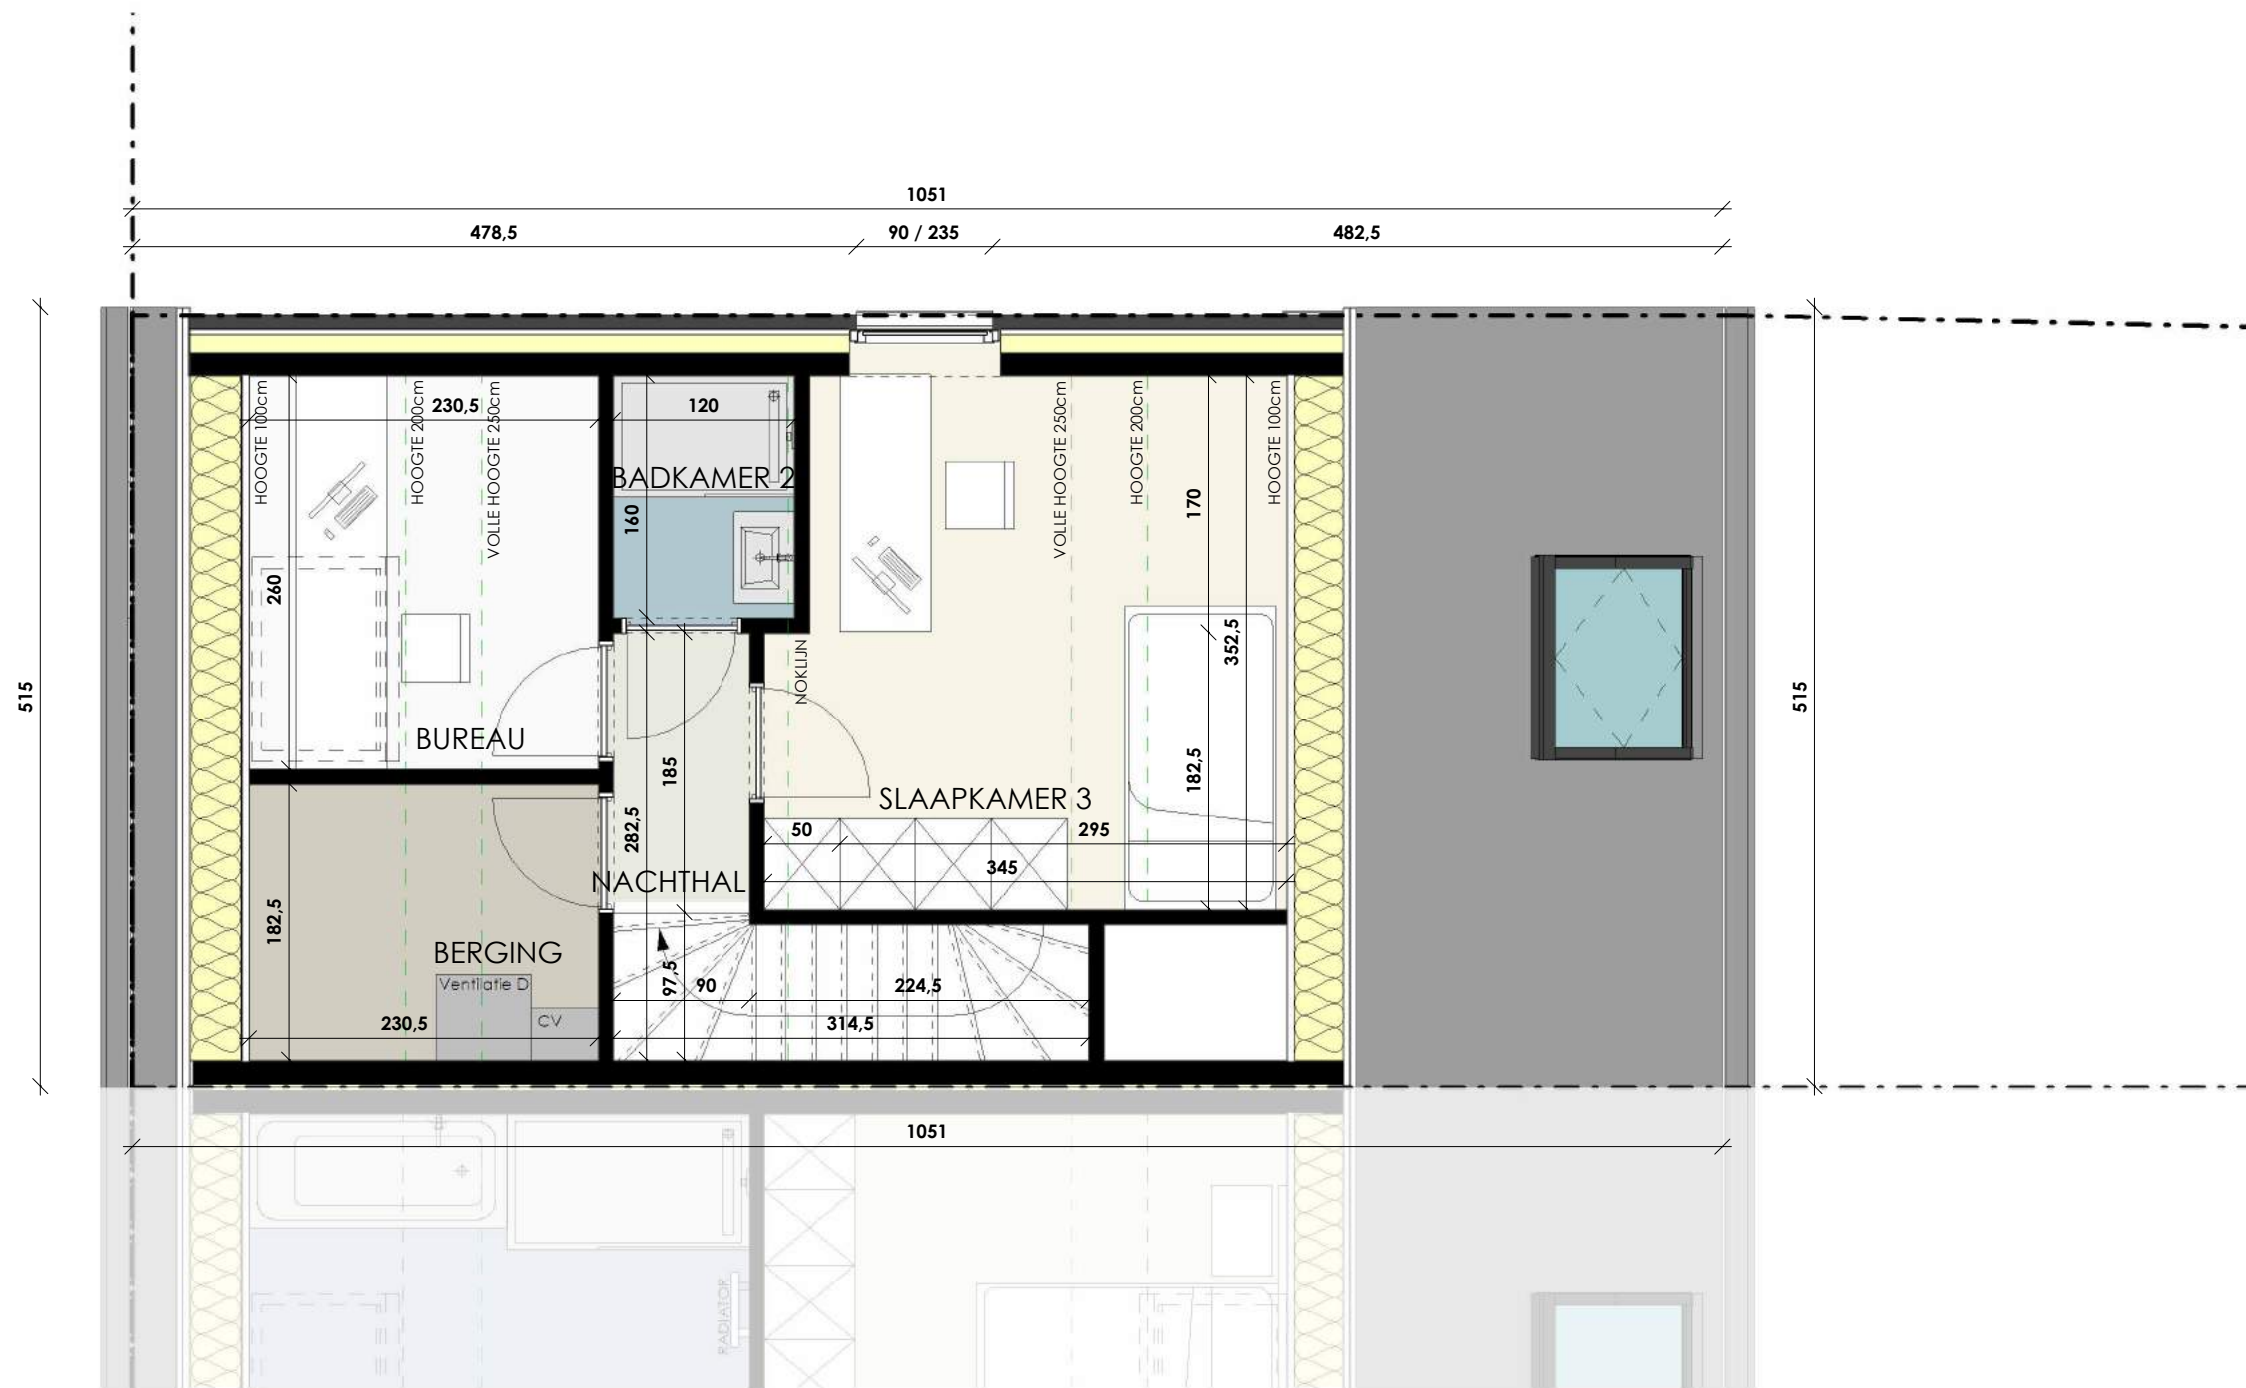 1051
478,5
90 / 235
482,5
515
HOOGTE 100cm
230,5
HOOGTE 200cm
VOLLE HOOGTE 250cm
120
BADKAMER 2
160
VOLLE HOOGTE 250cm
HOOGTE 200cm
170
HOOGTE 100cm
260
352,5
NOKLIJN
515
BUREAU
185
182,5
SLAAPKAMER 3
282,5
50
295
345
NACHTHAL
182,5
BERGING
Ventilatie D
97,5
90
224,5
230,5
CV
314,5
1051
RADIATOR